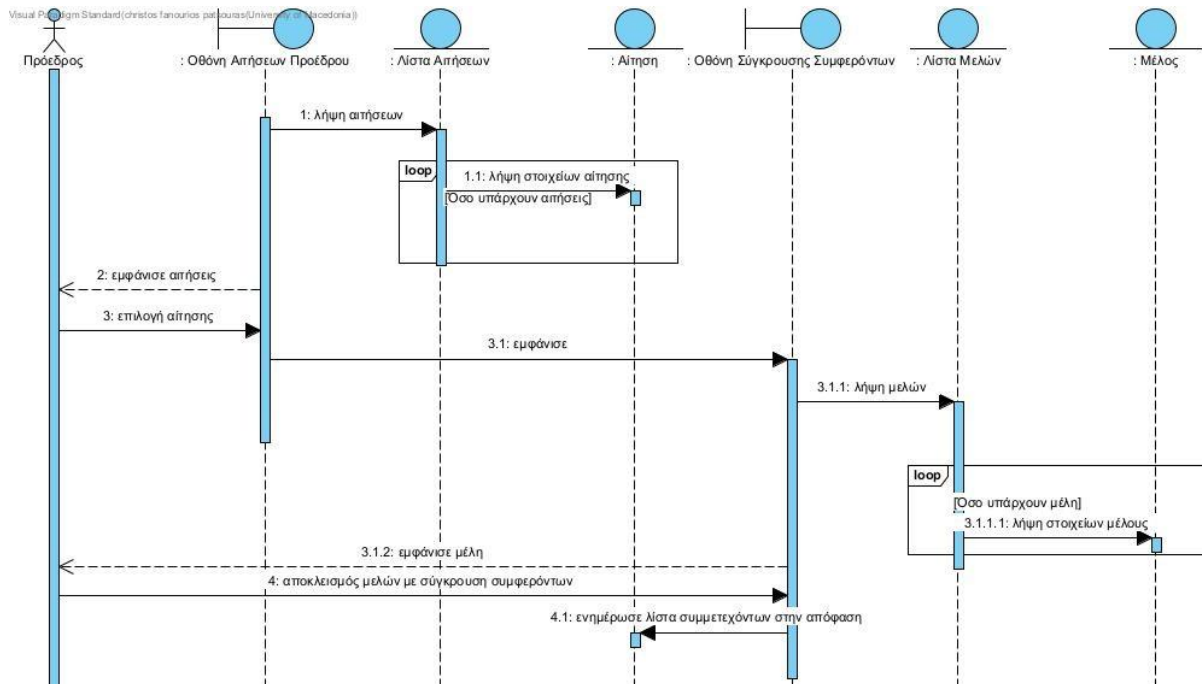 Visual Paradigm Standard(christos fanourios patsouras(University of Macedonia))
Πρόεδρος
: Οθόνη Αιτήσεων Προέδρου
: Λίστα Αιτήσεων
: Αίτηση
: Οθόνη Σύγκρουσης Συμφερόντων
: Λίστα Μελών
: Μέλος
1: λήψη αιτήσεων
loop
1.1: λήψη στοιχείων αίτησης
[Όσο υπάρχουν αιτήσεις]
2: εμφάνισε αιτήσεις
3: επιλογή αίτησης
3.1: εμφάνισε
3.1.1: λήψη μελών
loop
[Όσο υπάρχουν μέλη]
3.1.1.1: λήψη στοιχείων μέλους
3.1.2: εμφάνισε μέλη
4: αποκλεισμός μελών με σύγκρουση συμφερόντων
4.1: ενημέρωσε λίστα συμμετεχόντων στην απόφαση